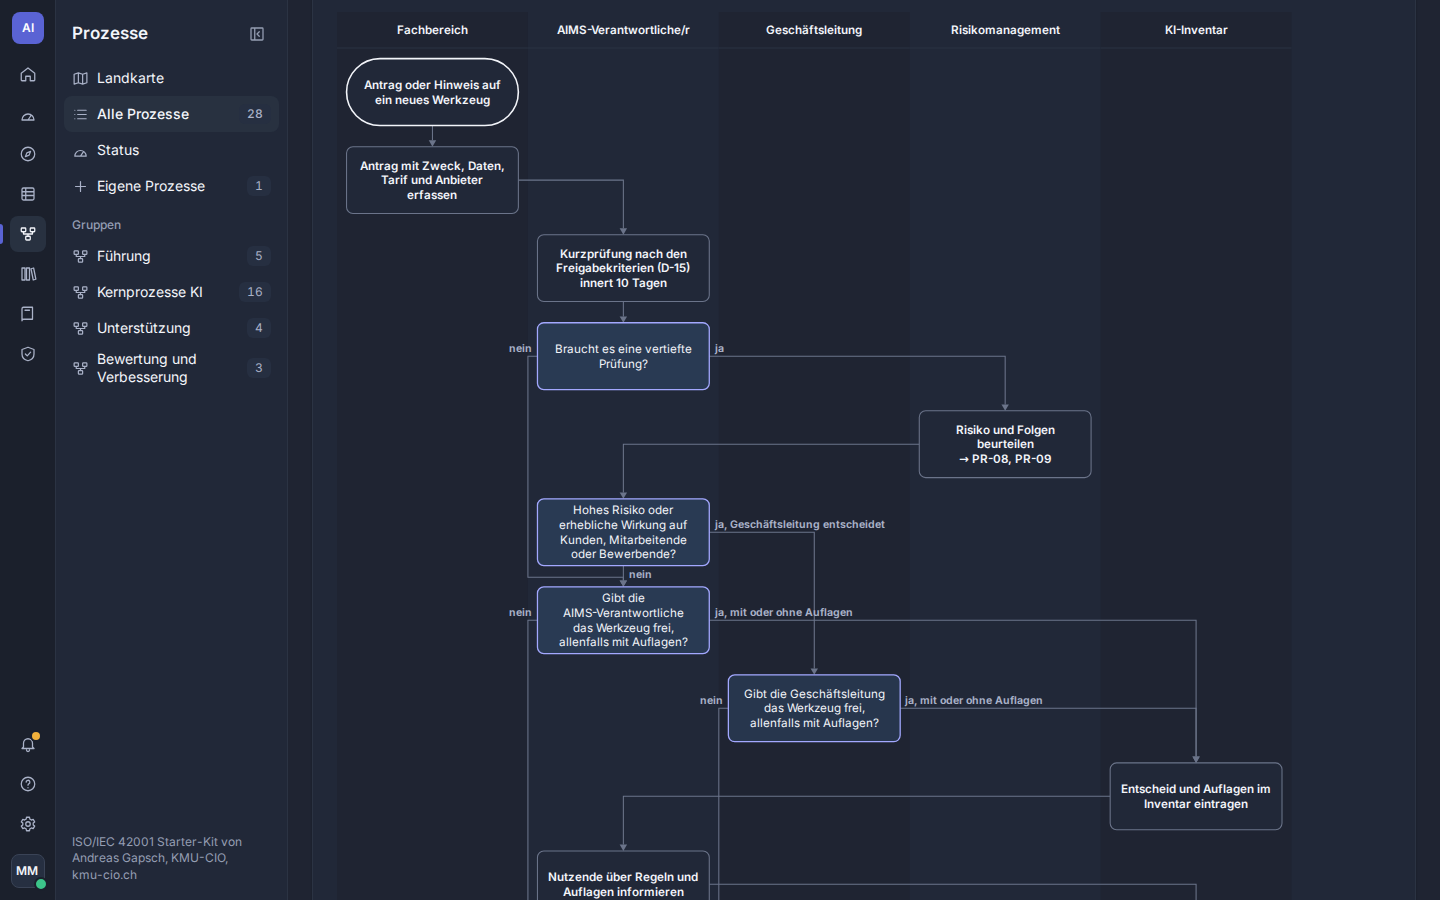 AI
Prozesse
Landkarte
Alle Prozesse 28
Status
Eigene Prozesse 1
Gruppen
Führung 5
Kernprozesse KI 16
Unterstützung 4
Bewertung und
Verbesserung 3
ISO/IEC 42001 Starter-Kit von
Andreas Gapsch, KMU-CIO,
kmu-cio.ch
MM
Fachbereich AIMS-Verantwortliche/r Geschäftsleitung Risikomanagement KI-Inventar
Antrag oder Hinweis auf
ein neues Werkzeug
Antrag mit Zweck, Daten,
Tarif und Anbieter
erfassen
Kurzprüfung nach den
Freigabekriterien (D-15)
innert 10 Tagen
nein
Braucht es eine vertiefte
Prüfung?
ja
Risiko und Folgen
beurteilen
→ PR-08, PR-09
Hohes Risiko oder
erhebliche Wirkung auf
Kunden, Mitarbeitende
oder Bewerbende?
ja, Geschäftsleitung entscheidet
nein
nein
Gibt die
AIMS-Verantwortliche
das Werkzeug frei,
allenfalls mit Auflagen?
ja, mit oder ohne Auflagen
nein
Gibt die Geschäftsleitung
das Werkzeug frei,
allenfalls mit Auflagen?
ja, mit oder ohne Auflagen
Entscheid und Auflagen im
Inventar eintragen
Nutzende über Regeln und
Auflagen informieren